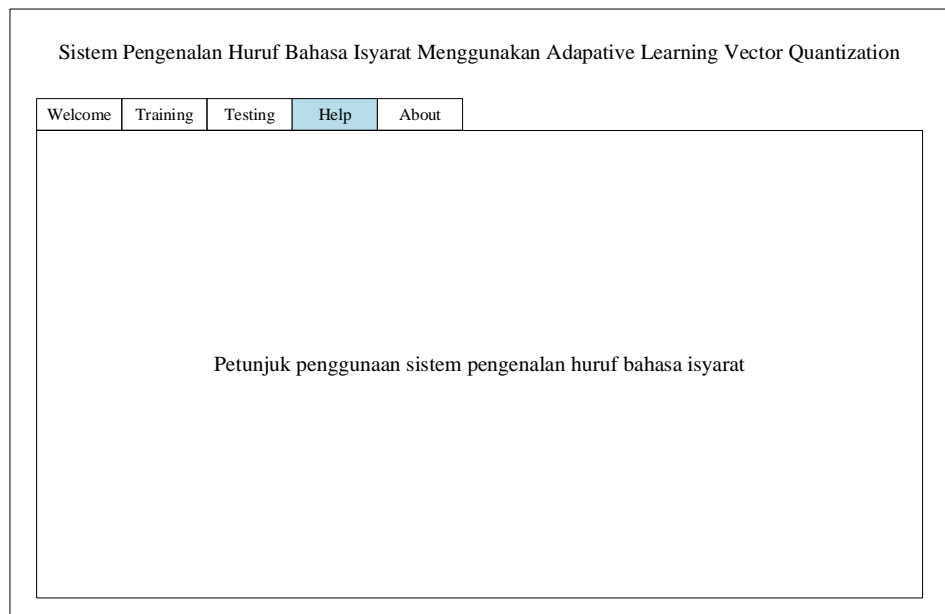 Sistem Pengenalan Huruf Bahasa Isyarat Menggunakan Adapative Learning Vector Quantization
Welcome Training Testing Help About
Petunjuk penggunaan sistem pengenalan huruf bahasa isyarat